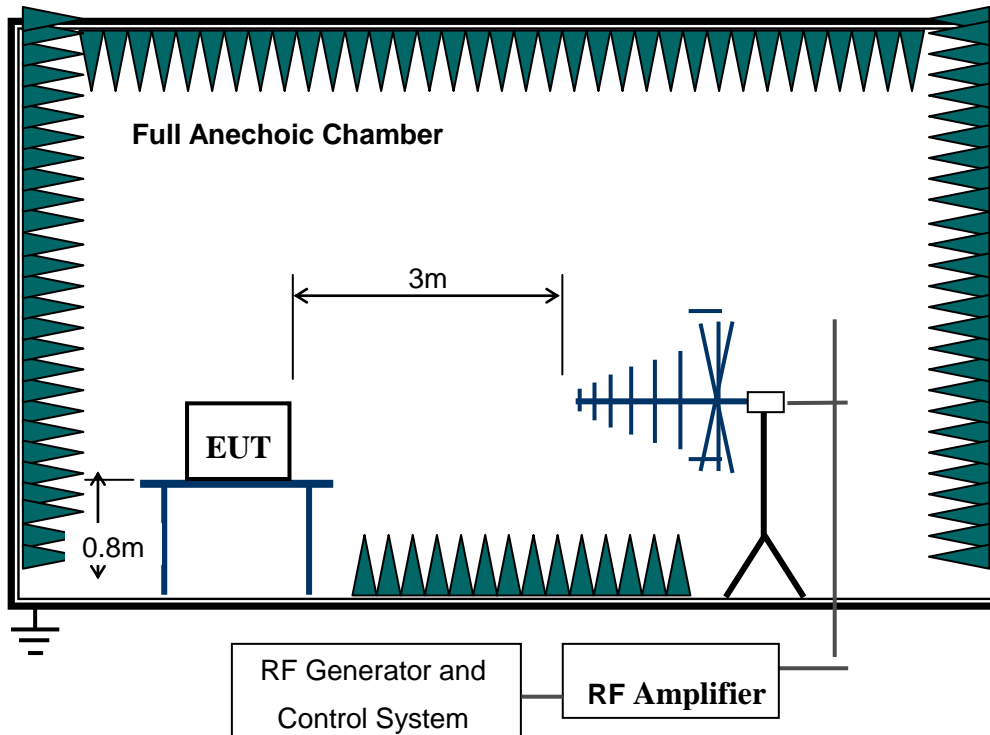 Full Anechoic Chamber
3m
EUT
0.8m
RF Generator and
Control System
RF Amplifier